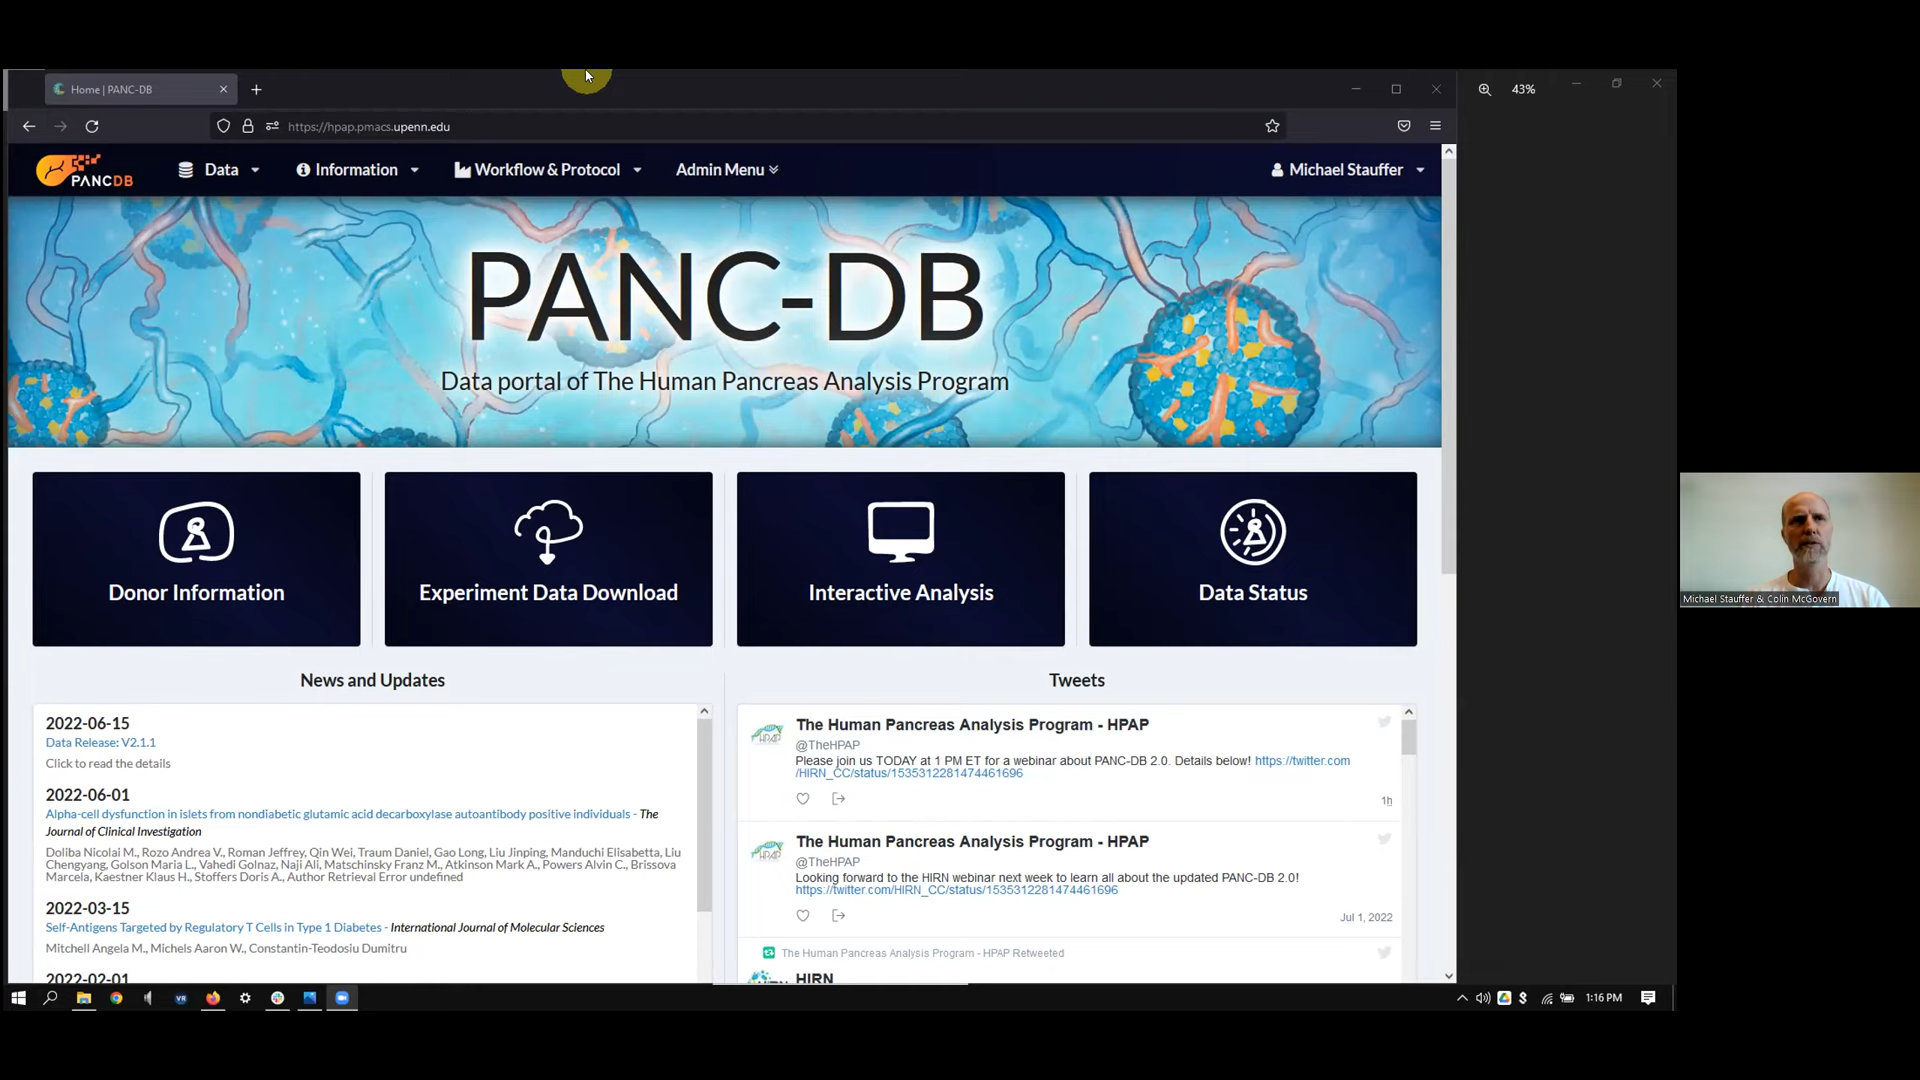 Home | PANC-DB
43%
https://hpap.pmacs.upenn.edu
PANCDB
Data
Information
Workflow & Protocol
Admin Menu
Michael Stauffer
PANC-DB
Data portal of The Human Pancreas Analysis Program
Donor Information
Experiment Data Download
Interactive Analysis
Data Status
Michael Stauffer & Colin McGovern
News and Updates
2022-06-15
Data Release: V2.1.1
Click to read the details
2022-06-01
Alpha-cell dysfunction in islets from nondiabetic glutamic acid decarboxylase autoantibody positive individuals - The
Journal of Clinical Investigation
Doliba Nicolai M., Rozo Andrea V., Roman Jeffrey, Qin Wei, Traum Daniel, Gao Long, Liu Jinping, Manduchi Elisabetta, Liu
Chengyang, Golson Maria L., Vahedi Golnaz, Naji Ali, Matschinsky Franz M., Atkinson Mark A., Powers Alvin C., Brissova
Marcela, Kaestner Klaus H., Stoffers Doris A., Author Retrieval Error undefined
2022-03-15
Self-Antigens Targeted by Regulatory T Cells in Type 1 Diabetes - International Journal of Molecular Sciences
Mitchell Angela M., Michels Aaron W., Constantin-Teodosiu Dumitru
2022-02-01
Tweets
HPAP
The Human Pancreas Analysis Program - HPAP
@TheHPAP
Please join us TODAY at 1 PM ET for a webinar about PANC-DB 2.0. Details below! https://twitter.com
/HIRN_CC/status/1535312281474461696
1h
HPAP
The Human Pancreas Analysis Program - HPAP
@TheHPAP
Looking forward to the HIRN webinar next week to learn all about the updated PANC-DB 2.0!
https://twitter.com/HIRN_CC/status/1535312281474461696
Jul 1, 2022
The Human Pancreas Analysis Program - HPAP Retweeted
HIRN
VR
1:16 PM